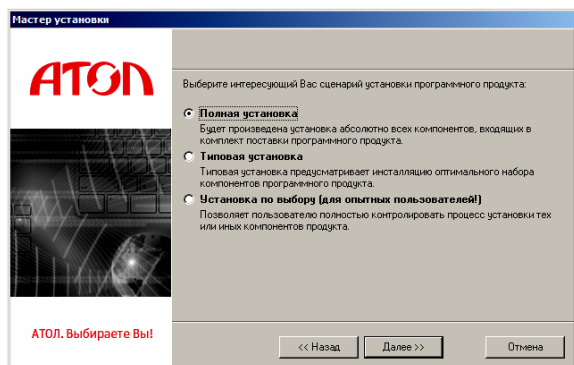 Мастер установки
АТОЛ
Выберите интересующий Вас сценарий установки программного продукта:
Полная установка
Будет произведена установка абсолютно всех компонентов, входящих в
комплект поставки программного продукта.
Типовая установка
Типовая установка предусматривает инсталляцию оптимального набора
компонентов программного продукта.
Установка по выбору (для опытных пользователей!)
Позволяет пользователю полностью контролировать процесс установки тех
или иных компонентов продукта.
АТОЛ. Выбираете Вы!
<< Назад
Далее >>
Отмена